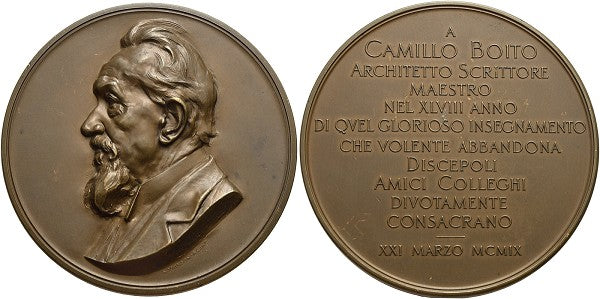 A
CAMILLO BOITO
ARCHITETTO SCRITTORE
MAESTRO
NEL XLVIII ANNO
DI QVEL GLORIOSO INSEGNAMENTO
CHE VOLENTE ABBANDONA
DISCEPOLI
AMICI COLLEGHI
DIVOTAMENTE
CONSACRANO
XXI MARZO MCMIX